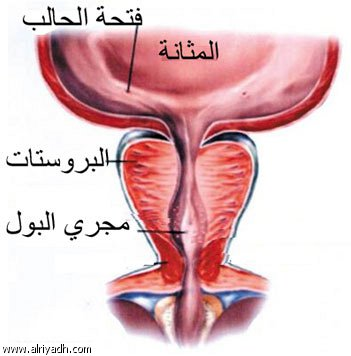 فتحة الحالب
المثانة
البروستات
مجري البول
www.alriyadh.com